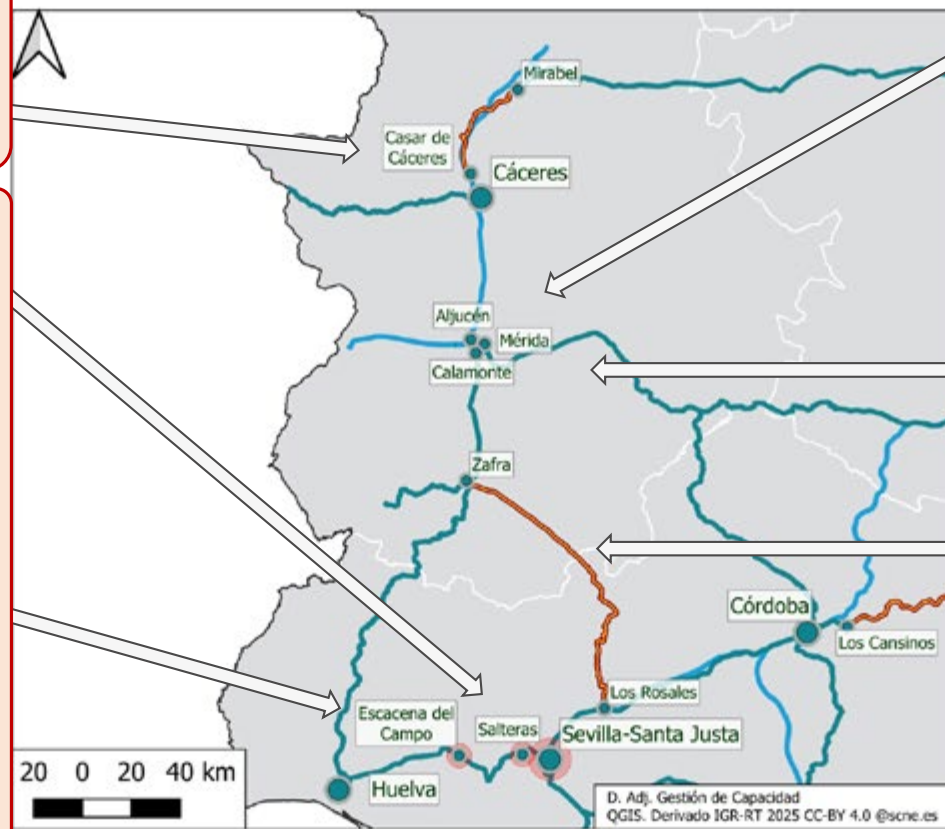 Mirabel
Casar de
Cáceres
Cáceres
Aljucén
Mérida
Calamonte
Zafra
Córdoba
Los Cansinos
Los Rosales
Escacena del
Campo
Salteras
Sevilla-Santa Justa
Huelva
20 0 20 40 km
D. Adj. Gestión de Capacidad
QGIS. Derivado IGR-RT 2025 CC-BY 4.0 @scne.es